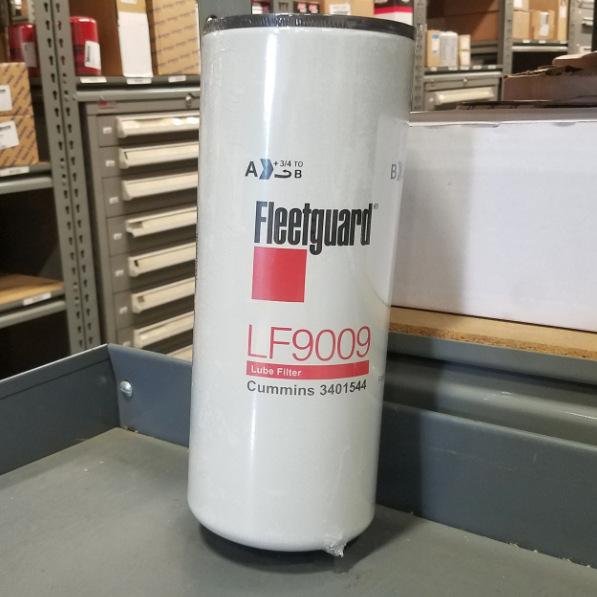 A + 3/4 TO
B
B
Fleetguard
LF9009
Lube Filter
Cummins 3401544